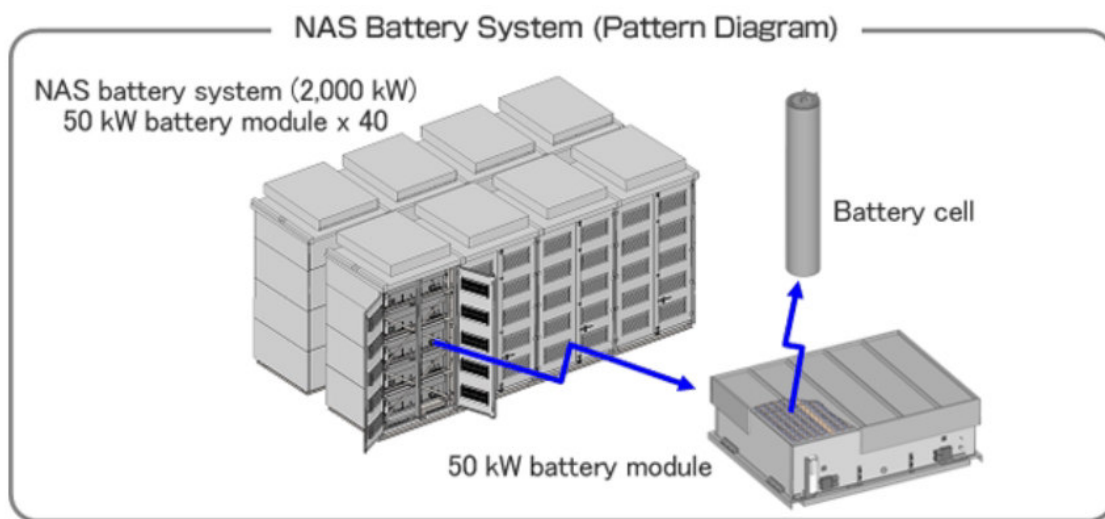 NAS Battery System (Pattern Diagram)
NAS battery system (2,000 kW)
50 kW battery module x 40
Battery cell
50 kW battery module